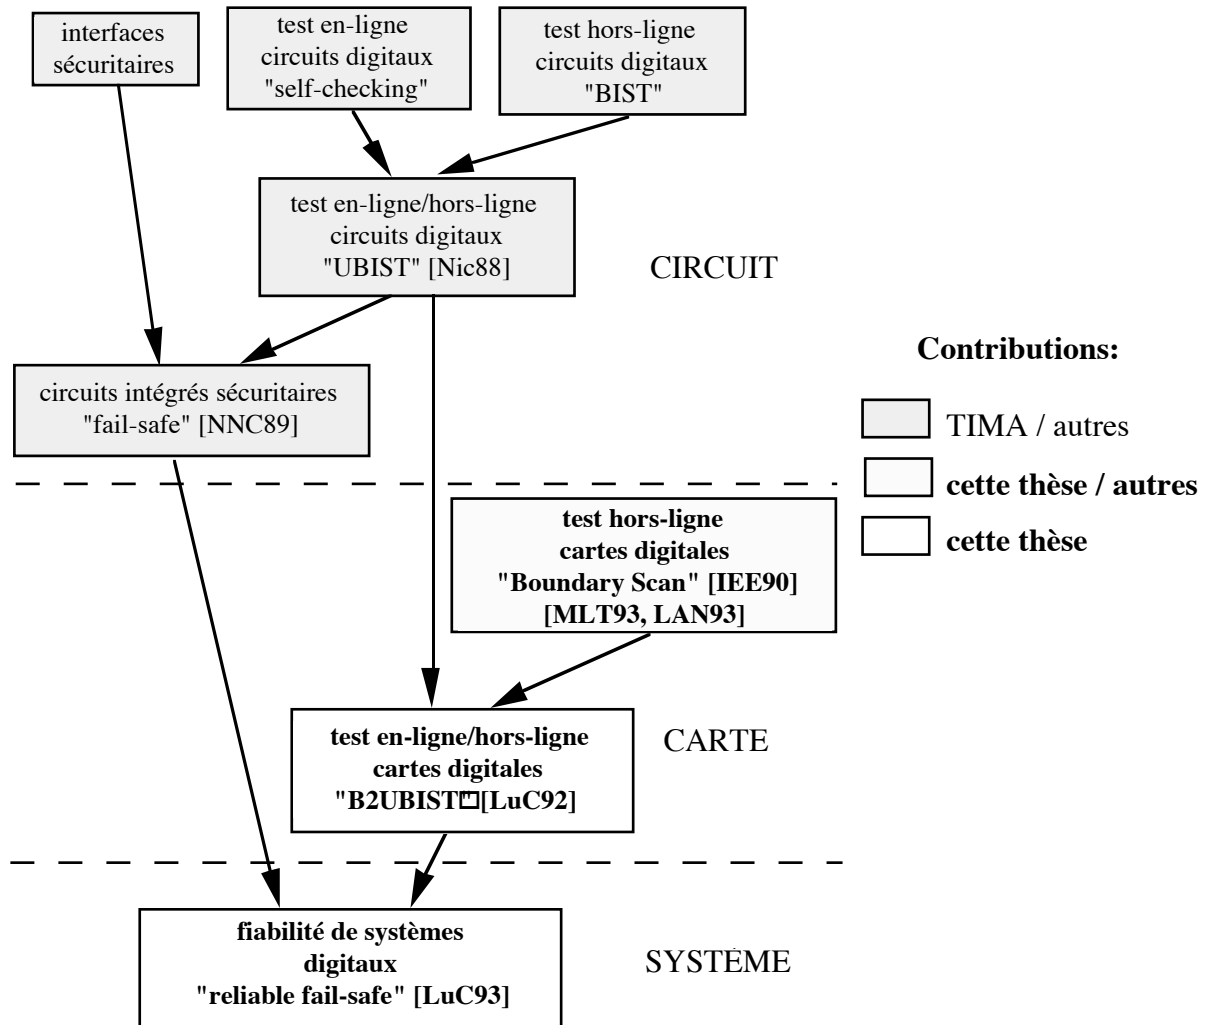 interfaces
sécuritaires
test en-ligne
circuits digitaux
"self-checking"
test hors-ligne
circuits digitaux
"BIST"
test en-ligne/hors-ligne
circuits digitaux
"UBIST" [Nic88]
CIRCUIT
circuits intégrés sécuritaires
"fail-safe" [NNC89]
Contributions:
TIMA / autres
cette thèse / autres
cette thèse
test hors-ligne
cartes digitales
"Boundary Scan" [IEE90]
[MLT93, LAN93]
test en-ligne/hors-ligne
cartes digitales
"B2UBIST"□[LuC92]
CARTE
fiabilité de systèmes
digitaux
"reliable fail-safe" [LuC93]
SYSTÈME